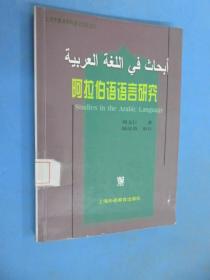 أبحاث في اللغة العربية
阿拉伯语语言研究
Studies in the Arabic Language
上海外语教育出版社